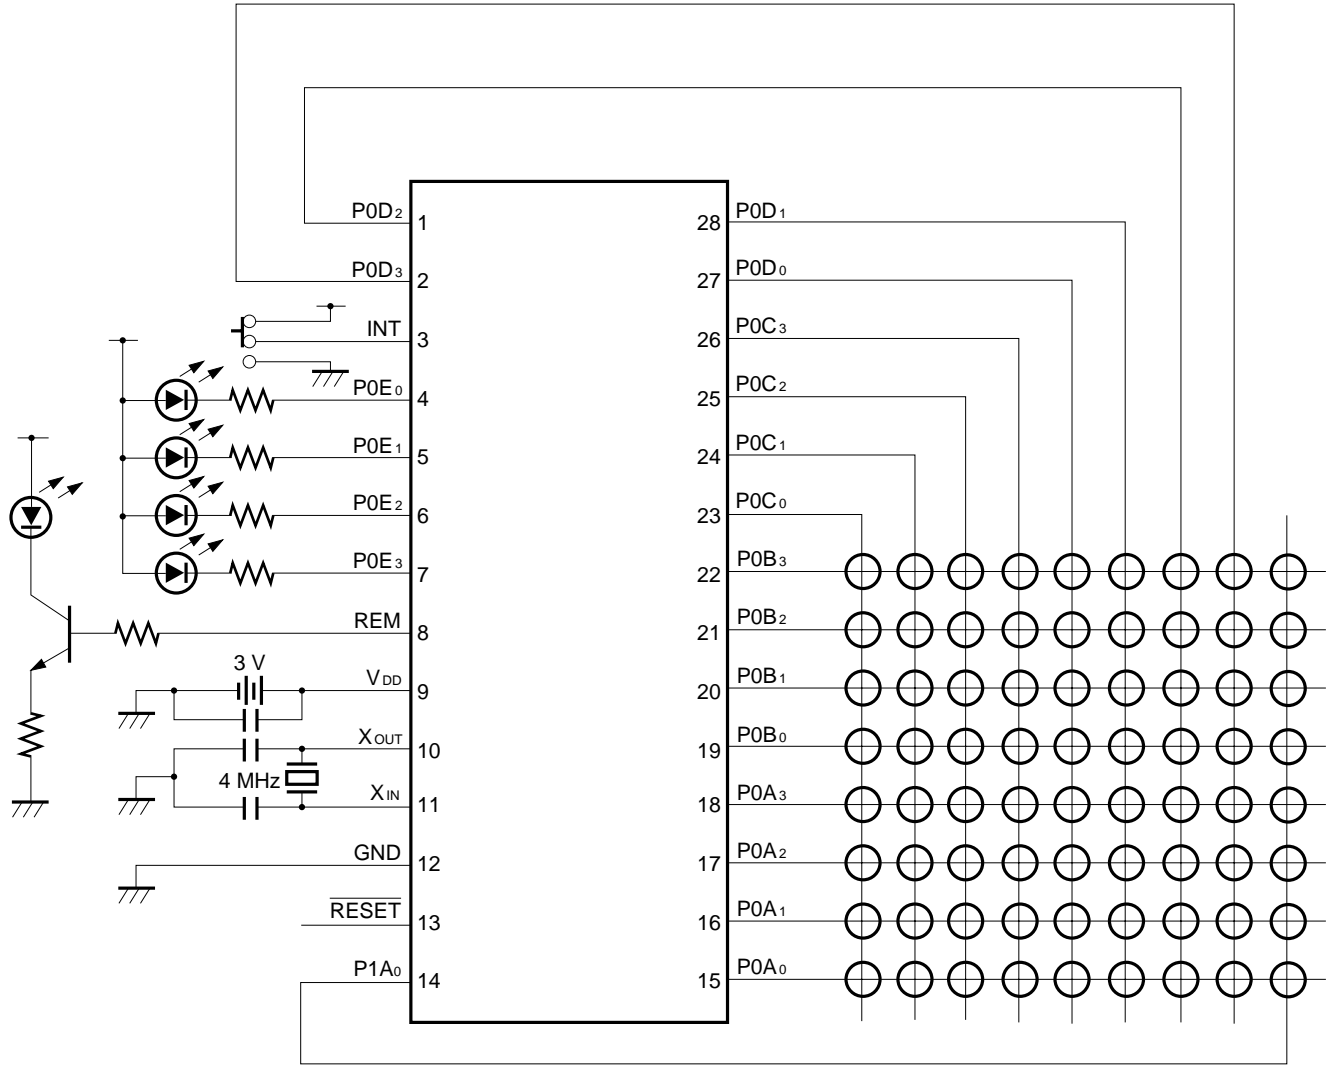 P0D2 1 28 P0D1
P0D3 2 27 P0D0
INT 3 26 P0C3
P0E0 4 25 P0C2
P0E1 5 24 P0C1
P0E2 6 23 P0C0
P0E3 7 22 P0B3
REM 8 21 P0B2
3 V
VDD 9 20 P0B1
XOUT 10 19 P0B0
4 MHz
XIN 11 18 P0A3
GND 12 17 P0A2
RESET 13 16 P0A1
P1A0 14 15 P0A0